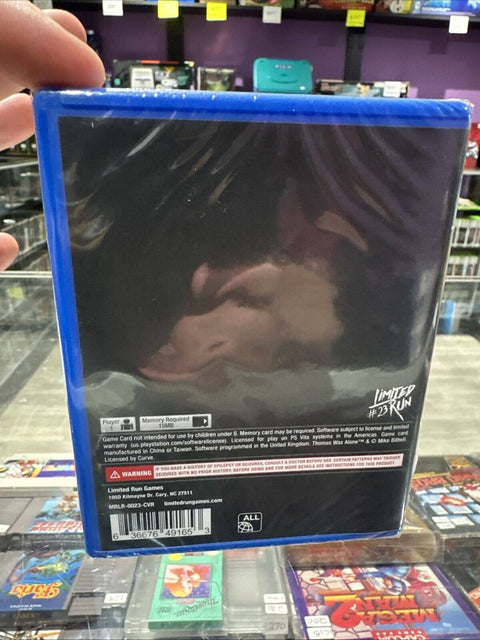 LiMiTED
#23 RUN
Player
1
Memory Required
15MB
Game Card not intended for use by children under 6. Memory card may be required. Software subject to license and limited
warranty (us.playstation.com/softwarelicense). Licensed for play on PS Vita systems in the Americas. Game card
manufactured in China or Taiwan. Software programmed in the United Kingdom. Thomas Was Alone™ & © Mike Bithell.
Licensed by Curve.
WARNING
IF YOU HAVE A HISTORY OF EPILEPSY OR SEIZURES, CONSULT A DOCTOR BEFORE USE. CERTAIN PATTERNS MAY TRIGGER
SEIZURES WITH NO PRIOR HISTORY. BEFORE USING AND FOR MORE DETAILS SEE INSTRUCTIONS FOR THIS PRODUCT.
Limited Run Games
1050 Kilmayne Dr. Cary, NC 27511
MRLR-0023-CVR
limitedrungames.com
6 36676 49165 3
ALL